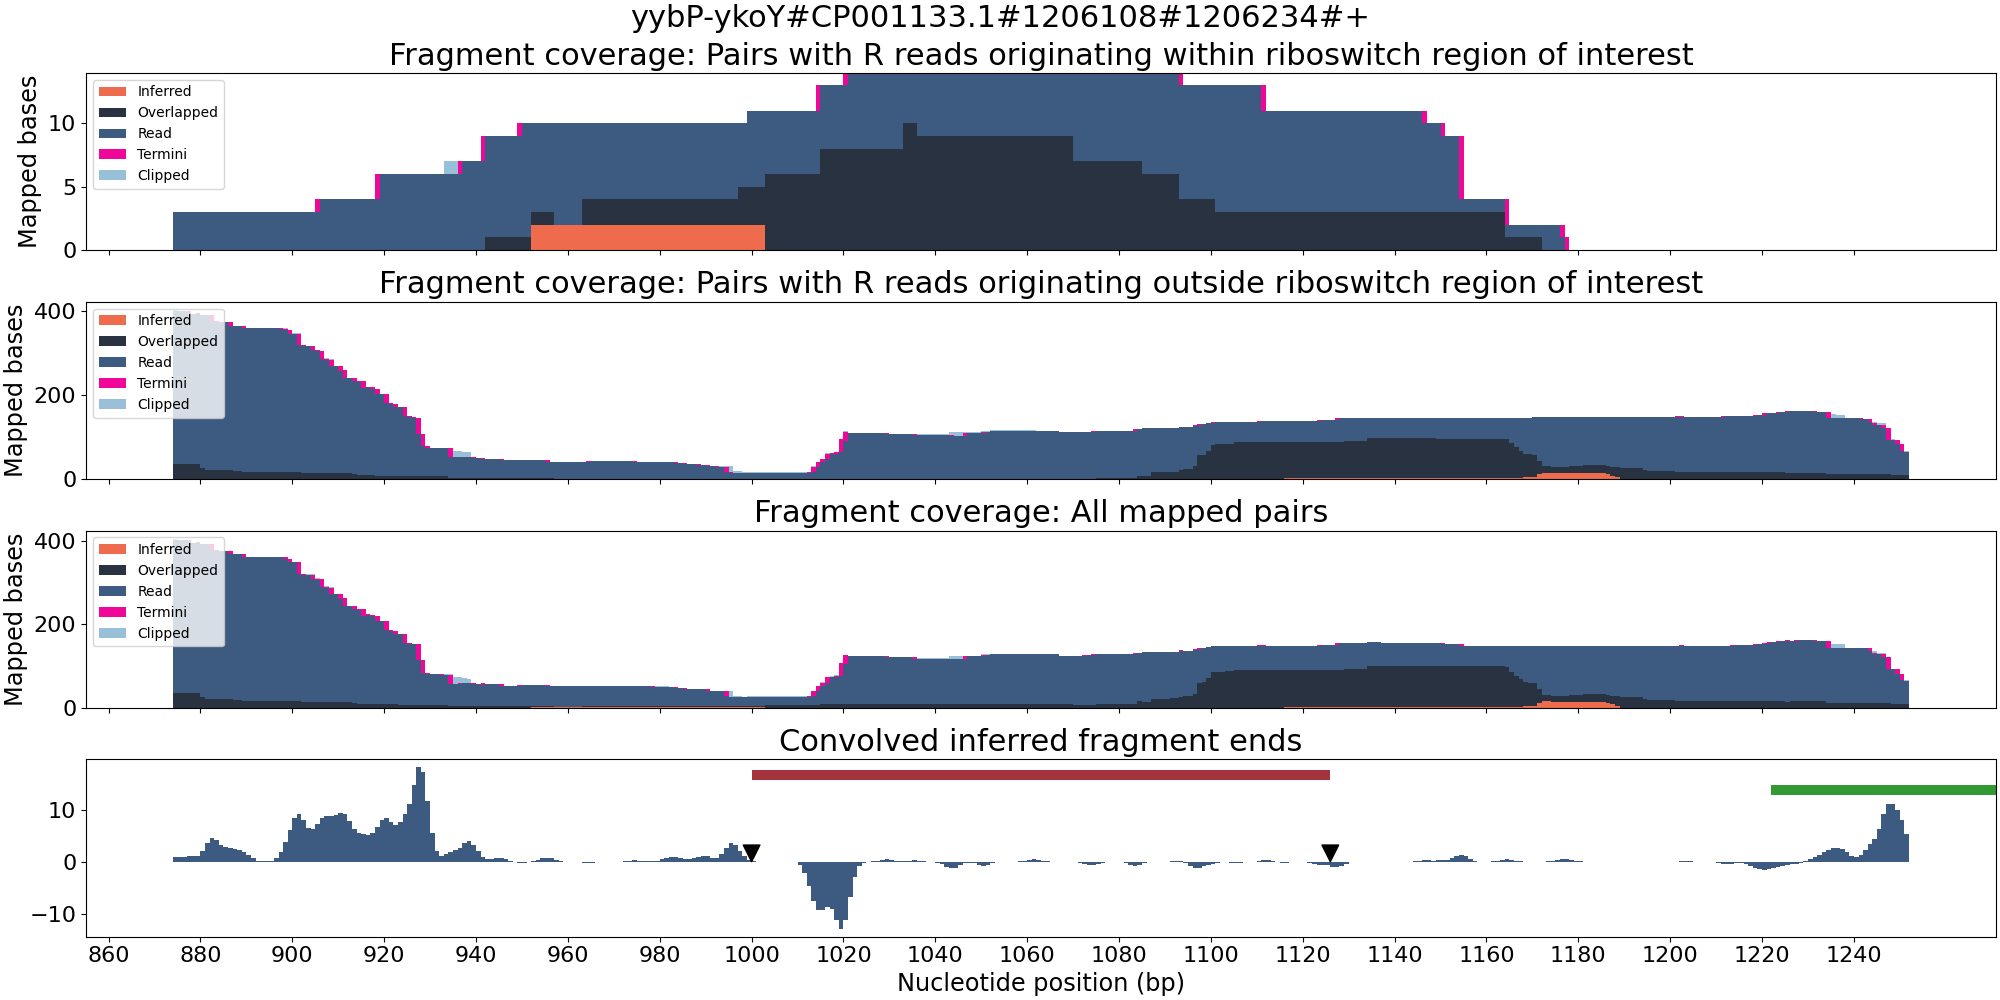 yybP-ykoY#CP001133.1#1206108#1206234#+
Fragment coverage: Pairs with R reads originating within riboswitch region of interest
Mapped bases
10
5
0
Inferred
Overlapped
Read
Termini
Clipped
Fragment coverage: Pairs with R reads originating outside riboswitch region of interest
Mapped bases
400
200
0
Inferred
Overlapped
Read
Termini
Clipped
Fragment coverage: All mapped pairs
Mapped bases
400
200
0
Inferred
Overlapped
Read
Termini
Clipped
Convolved inferred fragment ends
10
0
−10
860 880 900 920 940 960 980 1000 1020 1040 1060 1080 1100 1120 1140 1160 1180 1200 1220 1240
Nucleotide position (bp)